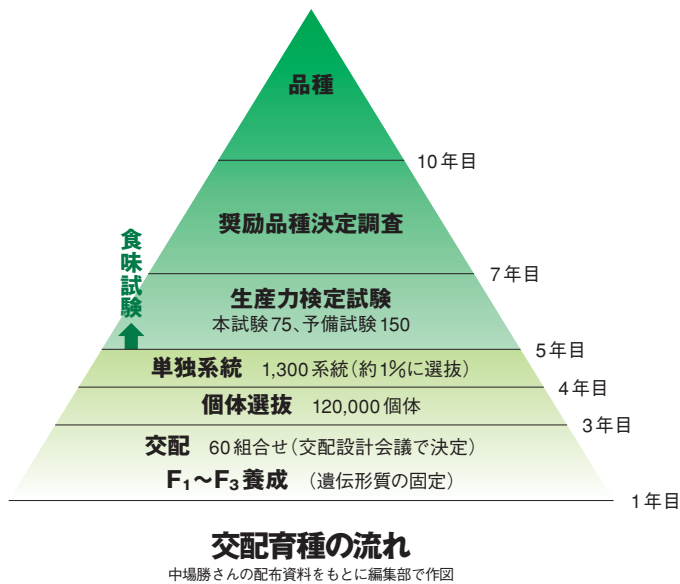 品種
10年目
奨励品種決定調査
7年目
食味試験
生産力検定試験
本試験75、予備試験150
5年目
単独系統 1,300系統(約1%に選抜)
4年目
個体選抜 120,000個体
3年目
交配 60組合せ(交配設計会議で決定)
F₁〜F₃養成 (遺伝形質の固定)
1年目
交配育種の流れ
中場勝さんの配布資料をもとに編集部で作図